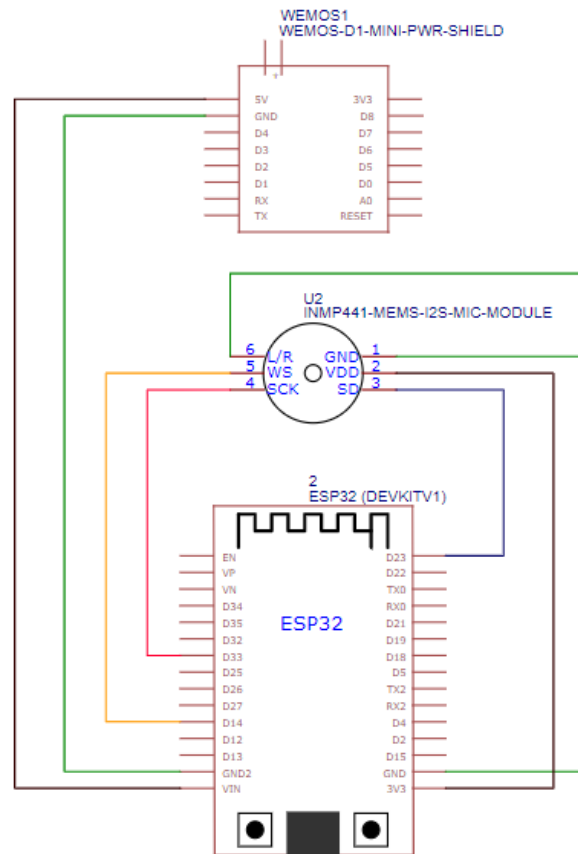 WEMOS1
WEMOS-D1-MINI-PWR-SHIELD
+
5V 3V3
GND D8
D4 D7
D3 D6
D2 D5
D1 D0
RX A0
TX RESET
U2
INMP441-MEMS-I2S-MIC-MODULE
6 L/R GND 1
5 WS VDD 2
4 SCK SD 3
2
ESP32 (DEVKITV1)
EN D23
VP D22
VN TX0
D34 RX0
D35 D21
ESP32
D32 D19
D33 D18
D25 D5
D26 TX2
D27 RX2
D14 D4
D12 D2
D13 D15
GND2 GND
VIN 3V3